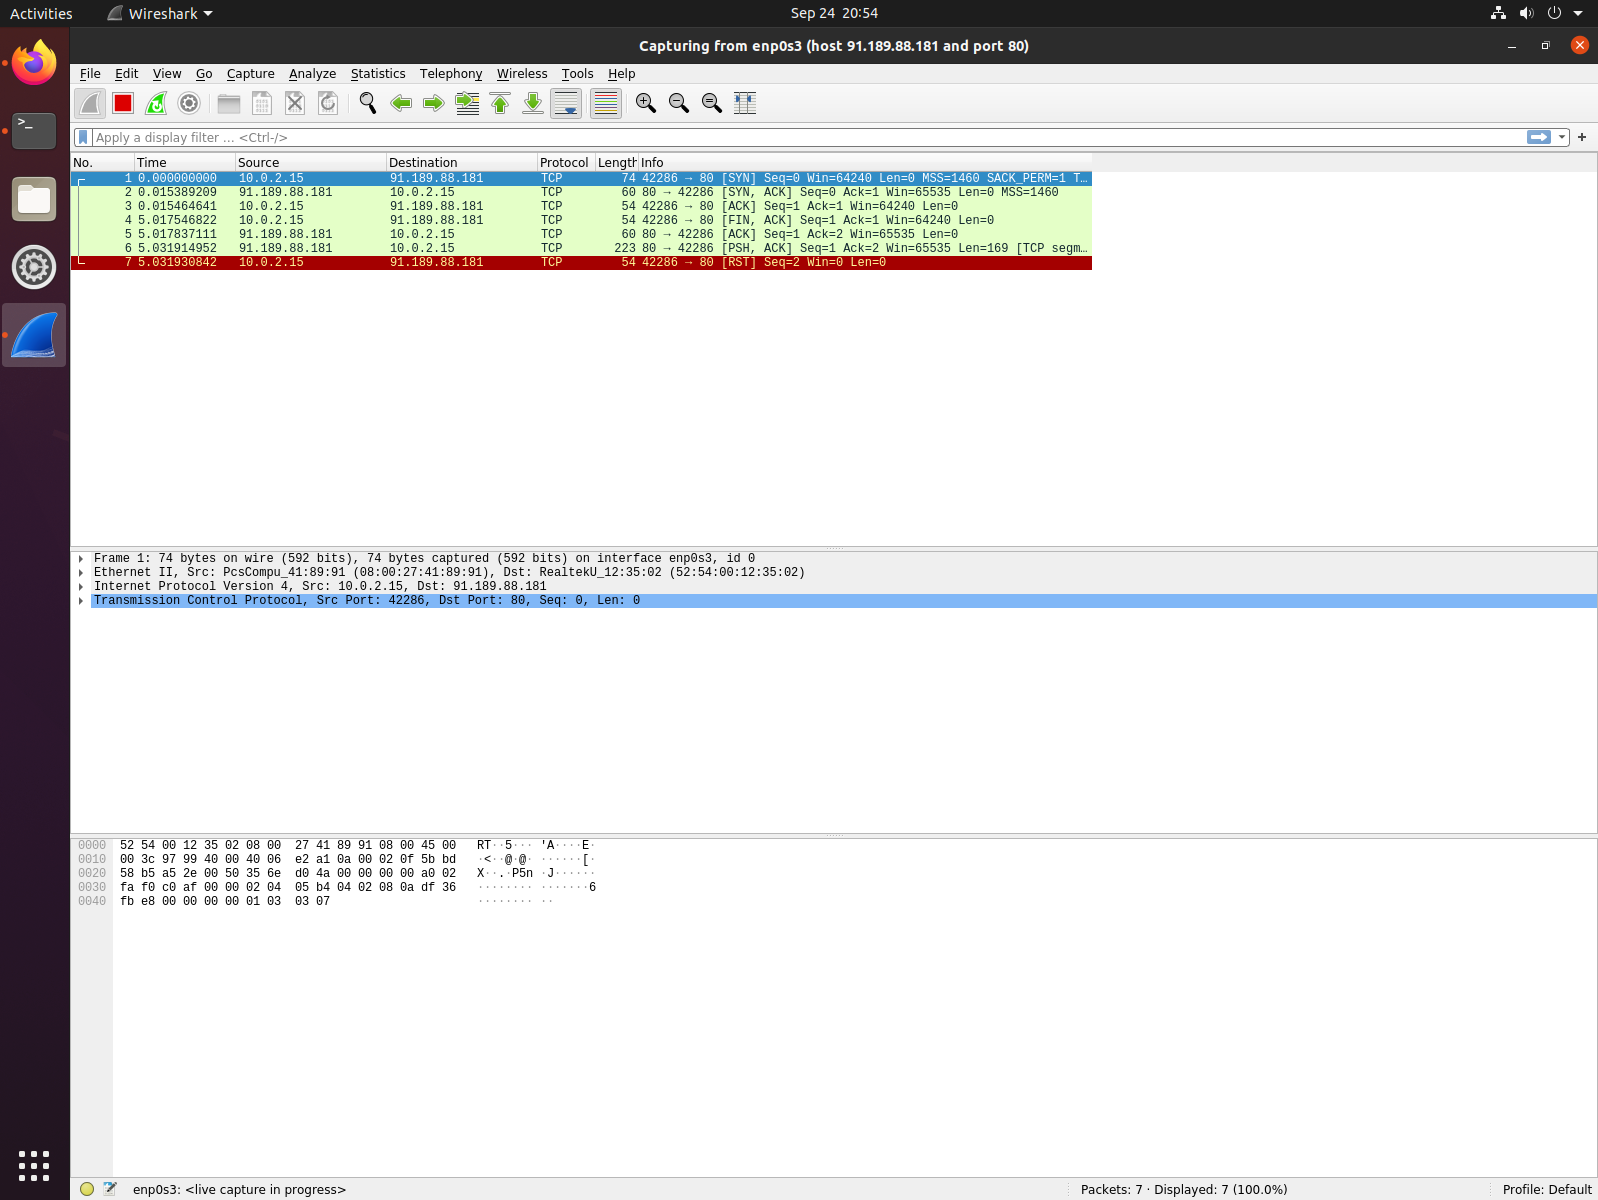 Activities Wireshark Sep 24 20:54
Capturing from enp0s3 (host 91.189.88.181 and port 80)
File Edit View Go Capture Analyze Statistics Telephony Wireless Tools Help
Apply a display filter ... <Ctrl-/>
No. Time Source Destination Protocol Length Info
1 0.000000000 10.0.2.15 91.189.88.181 TCP 74 42286 → 80 [SYN] Seq=0 Win=64240 Len=0 MSS=1460 SACK_PERM=1 T…
2 0.015389209 91.189.88.181 10.0.2.15 TCP 60 80 → 42286 [SYN, ACK] Seq=0 Ack=1 Win=65535 Len=0 MSS=1460
3 0.015464641 10.0.2.15 91.189.88.181 TCP 54 42286 → 80 [ACK] Seq=1 Ack=1 Win=64240 Len=0
4 5.017546822 10.0.2.15 91.189.88.181 TCP 54 42286 → 80 [FIN, ACK] Seq=1 Ack=1 Win=64240 Len=0
5 5.017837111 91.189.88.181 10.0.2.15 TCP 60 80 → 42286 [ACK] Seq=1 Ack=2 Win=65535 Len=0
6 5.031914952 91.189.88.181 10.0.2.15 TCP 223 80 → 42286 [PSH, ACK] Seq=1 Ack=2 Win=65535 Len=169 [TCP segm…
7 5.031930842 10.0.2.15 91.189.88.181 TCP 54 42286 → 80 [RST] Seq=2 Win=0 Len=0
Frame 1: 74 bytes on wire (592 bits), 74 bytes captured (592 bits) on interface enp0s3, id 0
Ethernet II, Src: PcsCompu_41:89:91 (08:00:27:41:89:91), Dst: RealtekU_12:35:02 (52:54:00:12:35:02)
Internet Protocol Version 4, Src: 10.0.2.15, Dst: 91.189.88.181
Transmission Control Protocol, Src Port: 42286, Dst Port: 80, Seq: 0, Len: 0
0000 52 54 00 12 35 02 08 00 27 41 89 91 08 00 45 00 RT··5··· 'A····E·
0010 00 3c 97 99 40 00 40 06 e2 a1 0a 00 02 0f 5b bd ·<··@·@· ······[·
0020 58 b5 a5 2e 00 50 35 6e d0 4a 00 00 00 00 a0 02 X··.·P5n ·J······
0030 fa f0 c0 af 00 00 02 04 05 b4 04 02 08 0a df 36 ········ ·······6
0040 fb e8 00 00 00 00 01 03 03 07 ········ ··
enp0s3: <live capture in progress> Packets: 7 · Displayed: 7 (100.0%) Profile: Default